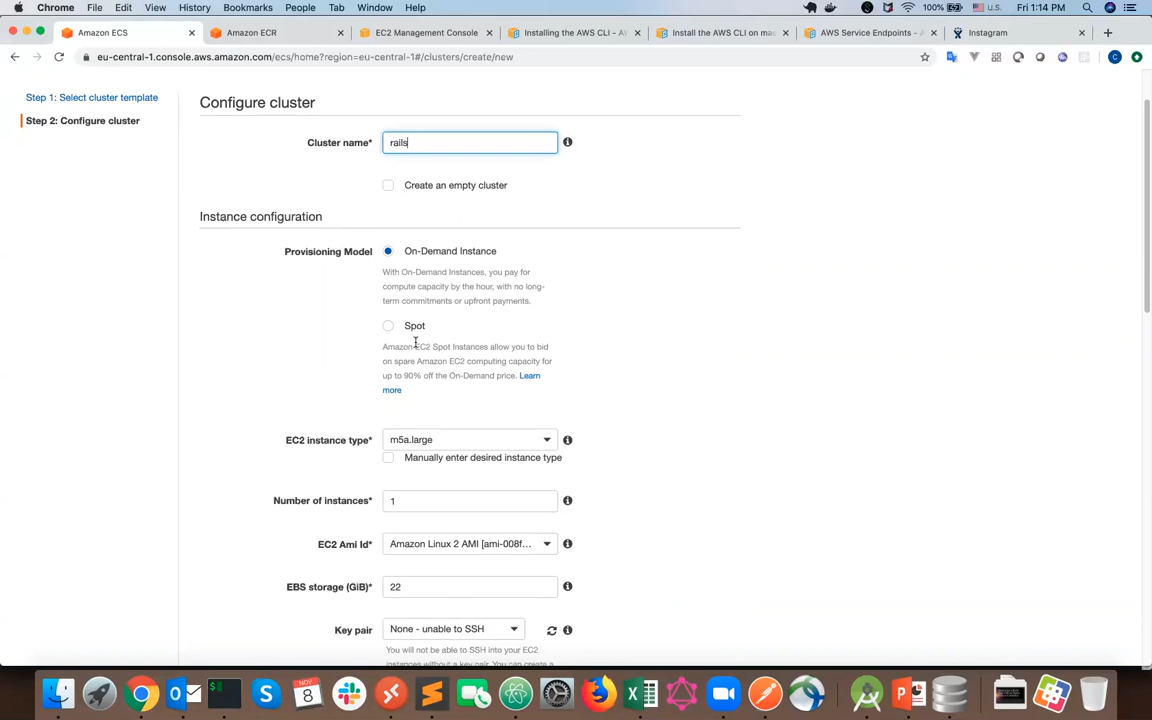 Chrome File Edit View History Bookmarks People Tab Window Help 100% U.S. Fri 1:14 PM
Amazon ECS Amazon ECR EC2 Management Console Installing the AWS CLI - AW Install the AWS CLI on mac AWS Service Endpoints - A Instagram
eu-central-1.console.aws.amazon.com/ecs/home?region=eu-central-1#/clusters/create/new
Step 1: Select cluster template
Step 2: Configure cluster
Configure cluster
Cluster name* rails
Create an empty cluster
Instance configuration
Provisioning Model On-Demand Instance
With On-Demand Instances, you pay for
compute capacity by the hour, with no long-
term commitments or upfront payments.
Spot
Amazon EC2 Spot Instances allow you to bid
on spare Amazon EC2 computing capacity for
up to 90% off the On-Demand price. Learn
more
EC2 instance type* m5a.large
Manually enter desired instance type
Number of instances* 1
EC2 Ami Id* Amazon Linux 2 AMI [ami-008f...
EBS storage (GiB)* 22
Key pair None - unable to SSH
You will not be able to SSH into your EC2
instances without a key pair. You can create a
NOV
8